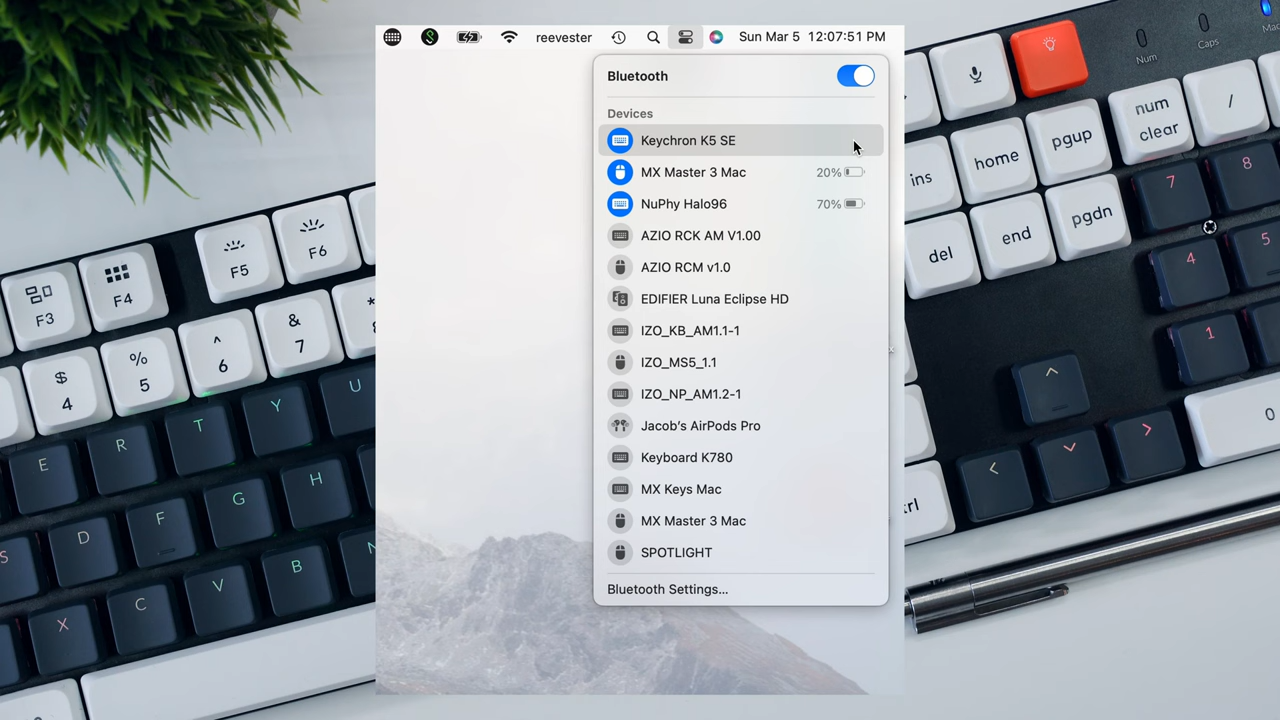 reevester
Sun Mar 5 12:07:51 PM
Bluetooth
Devices
Keychron K5 SE
MX Master 3 Mac 20%
NuPhy Halo96 70%
AZIO RCK AM V1.00
AZIO RCM v1.0
EDIFIER Luna Eclipse HD
IZO_KB_AM1.1-1
IZO_MS5_1.1
IZO_NP_AM1.2-1
Jacob's AirPods Pro
Keyboard K780
MX Keys Mac
MX Master 3 Mac
SPOTLIGHT
Bluetooth Settings...
F3
F4
F5
F6
$
4
%
5
^
6
&
7
E
R
T
Y
U
S
D
F
G
H
X
C
V
B
Num
Caps
ins
home
pgup
num
clear
/
del
end
pgdn
7
8
4
5
1
0